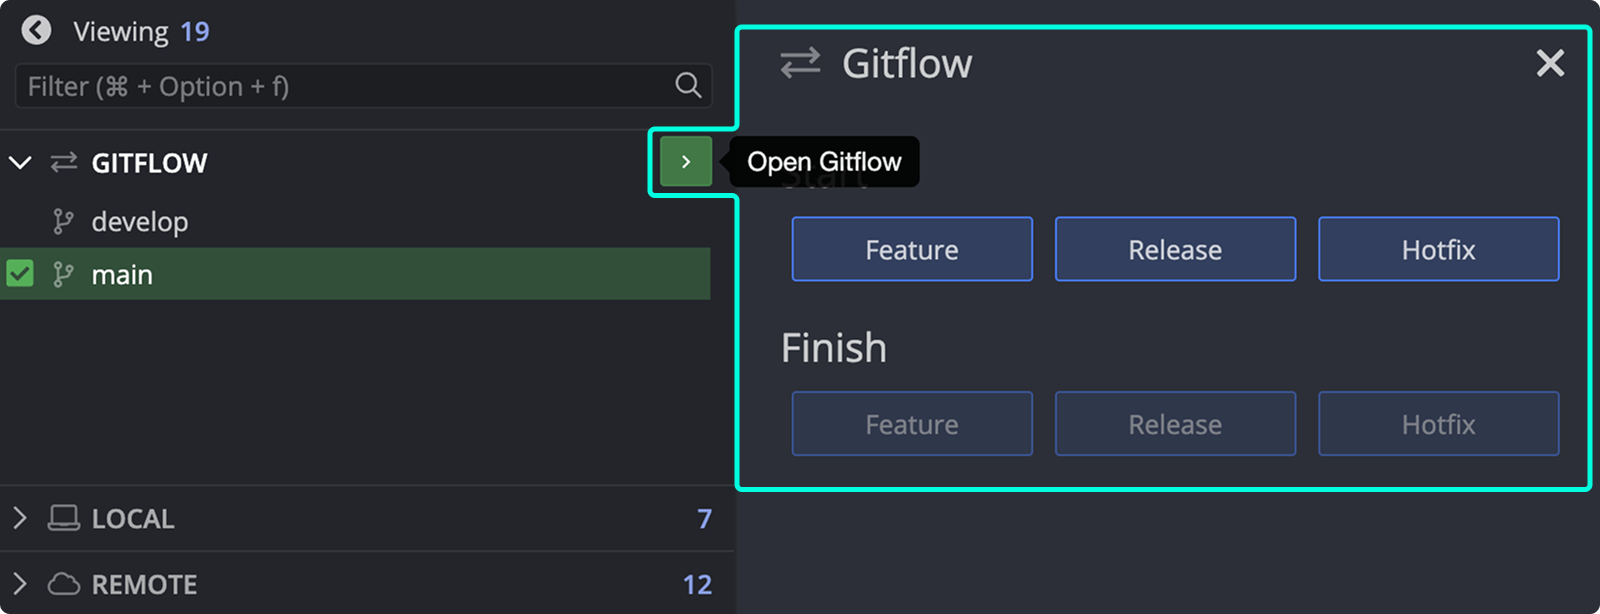 Viewing 19
Filter (⌘ + Option + f)
GITFLOW
develop
main
LOCAL 7
REMOTE 12
Gitflow
Open Gitflow
Start
Feature Release Hotfix
Finish
Feature Release Hotfix